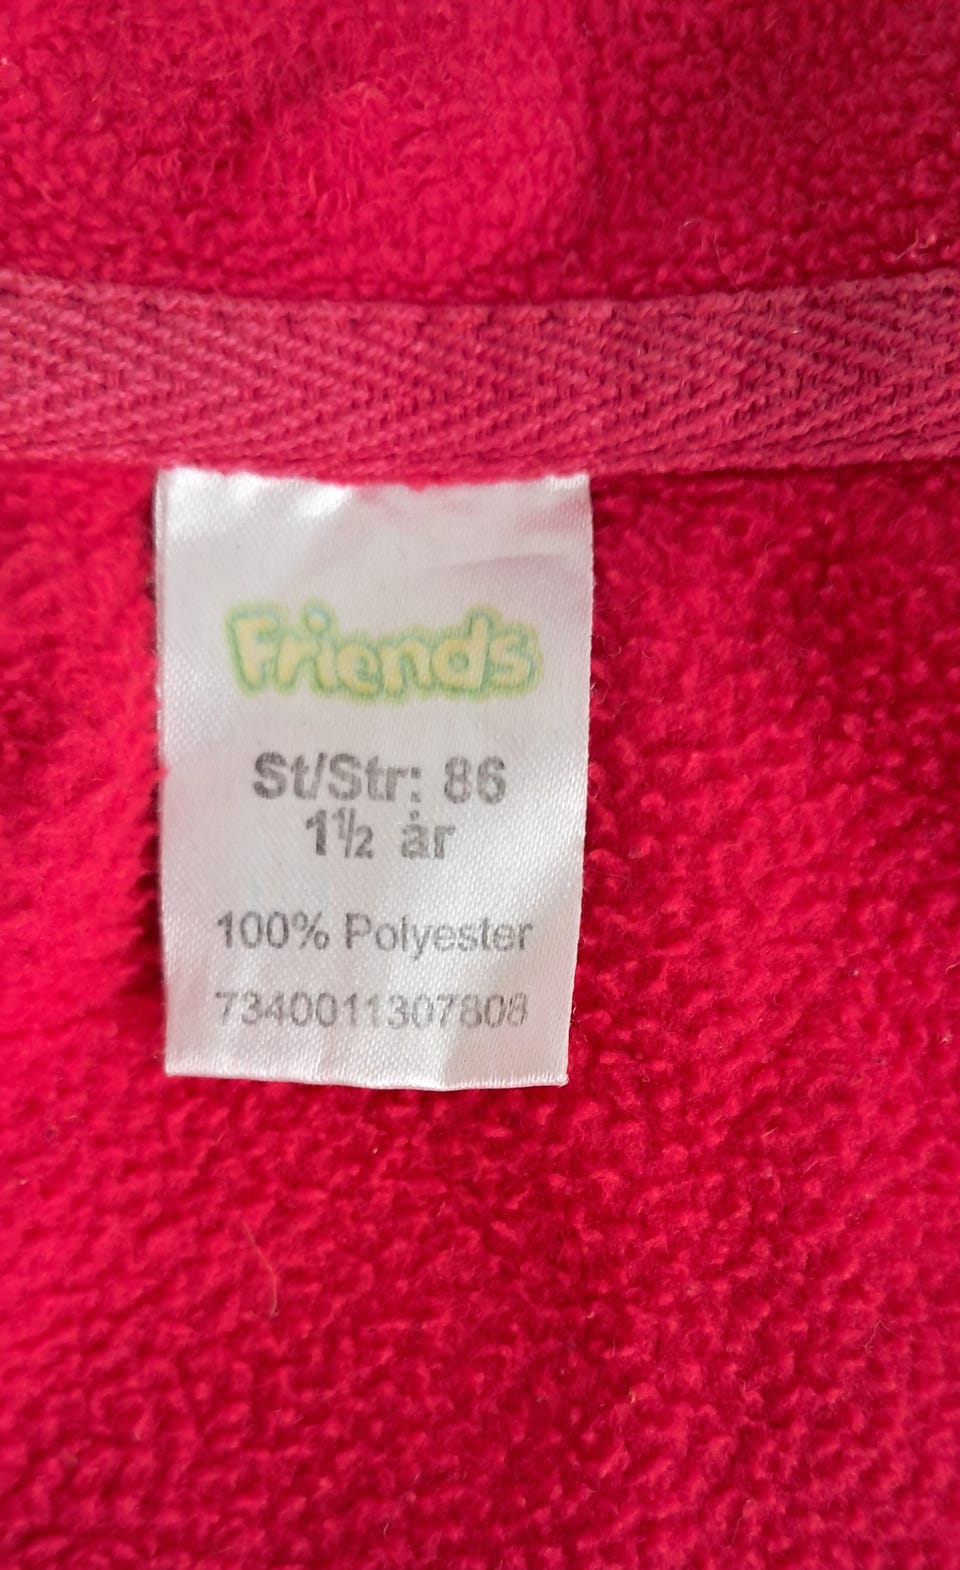 Friends
St/Str: 86
1½ år
100% Polyester
7340011307808